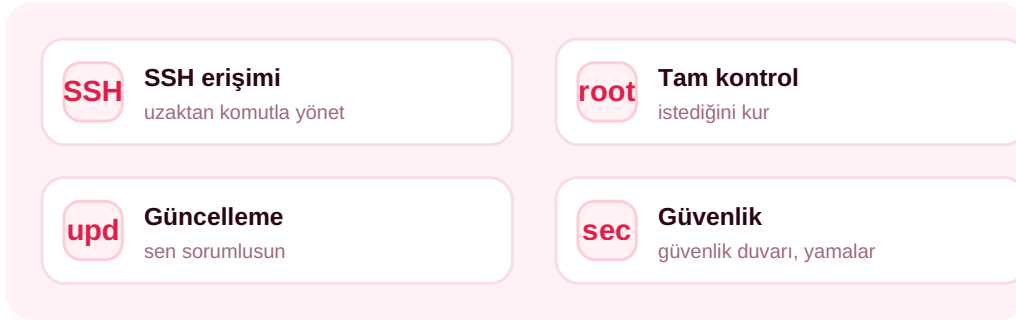 SSH
SSH erişimi
uzaktan komutla yönet
root
Tam kontrol
istediğini kur
upd
Güncelleme
sen sorumlusun
sec
Güvenlik
güvenlik duvarı, yamalar